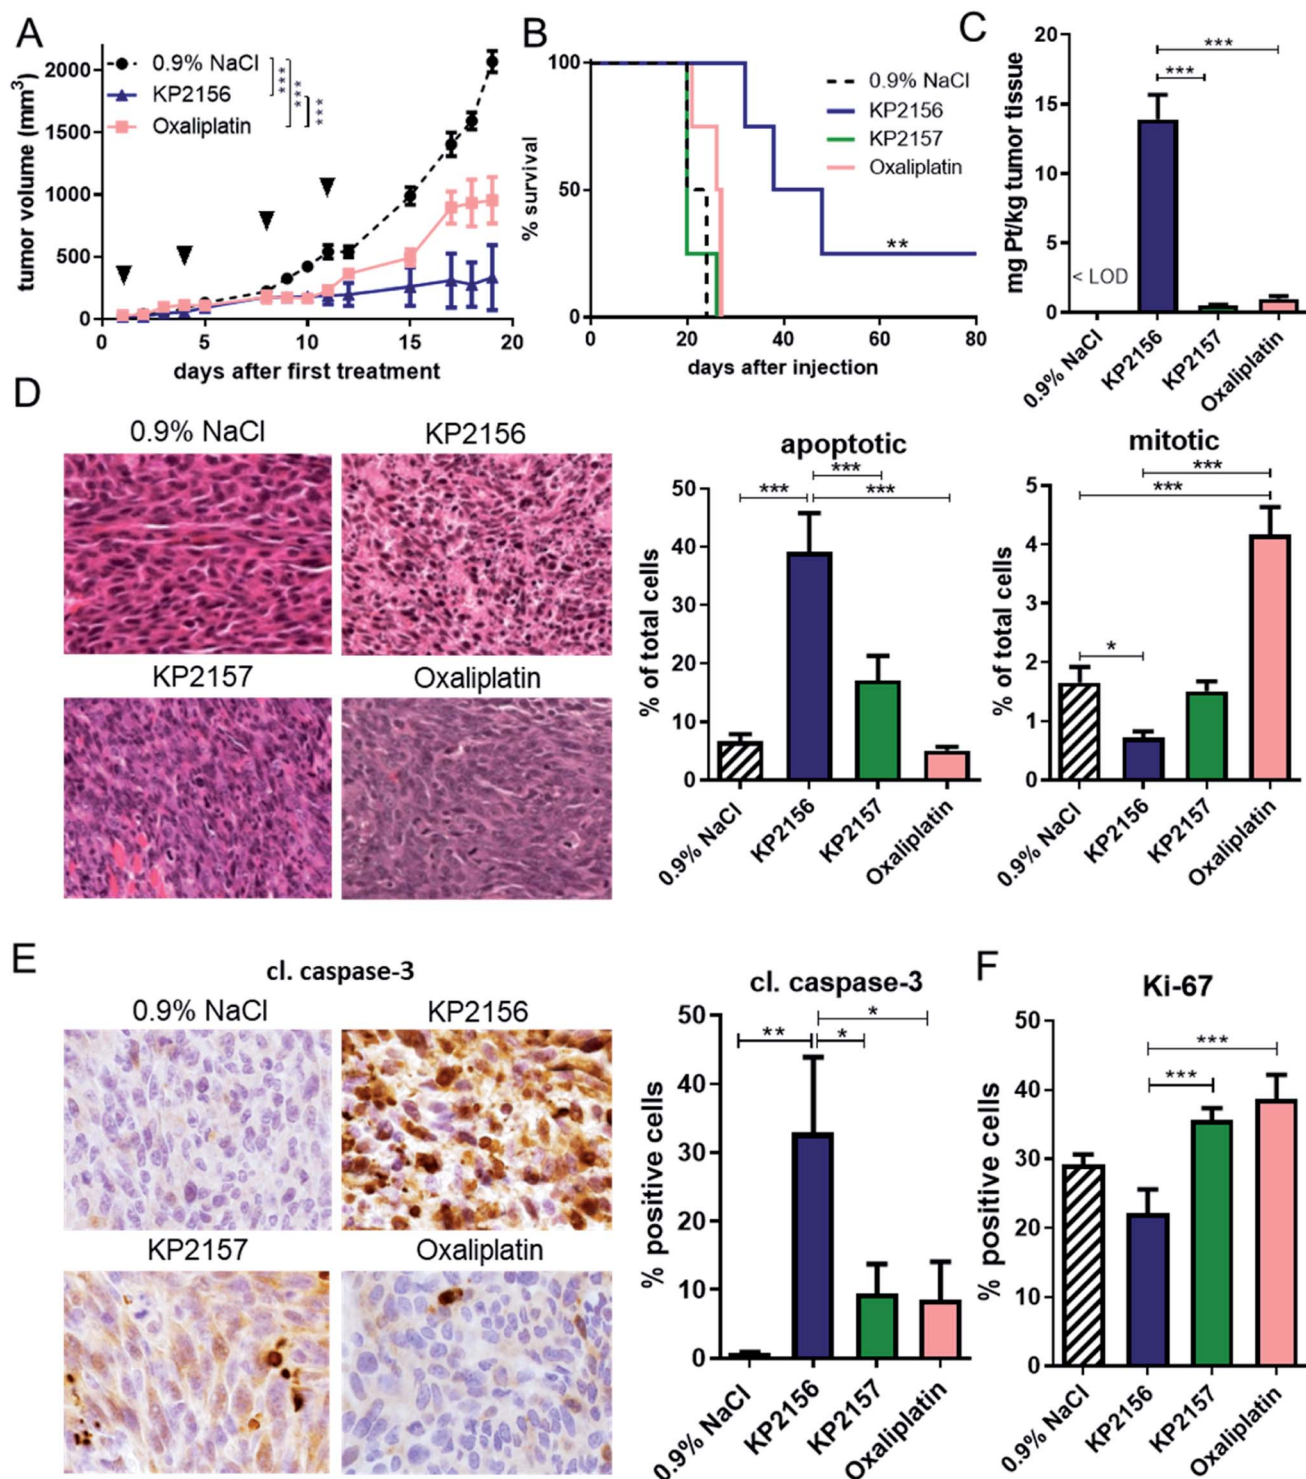 A
tumor volume (mm³)
2000
1500
1000
500
0
0.9% NaCl
KP2156
Oxaliplatin
***
***
***
0
5
10
15
20
days after first treatment
B
% survival
100
50
0
0.9% NaCl
KP2156
KP2157
Oxaliplatin
**
0
20
40
60
80
days after injection
C
mg Pt/kg tumor tissue
20
15
10
5
0
***
***
< LOD
0.9% NaCl
KP2156
KP2157
Oxaliplatin
D
0.9% NaCl
KP2156
KP2157
Oxaliplatin
apoptotic
% of total cells
50
40
30
20
10
0
***
***
***
0.9% NaCl
KP2156
KP2157
Oxaliplatin
mitotic
% of total cells
5
4
3
2
1
0
***
***
*
0.9% NaCl
KP2156
KP2157
Oxaliplatin
E
cl. caspase-3
0.9% NaCl
KP2156
KP2157
Oxaliplatin
cl. caspase-3
% positive cells
50
40
30
20
10
0
*
**
*
0.9% NaCl
KP2156
KP2157
Oxaliplatin
F
Ki-67
% positive cells
50
40
30
20
10
0
***
***
0.9% NaCl
KP2156
KP2157
Oxaliplatin